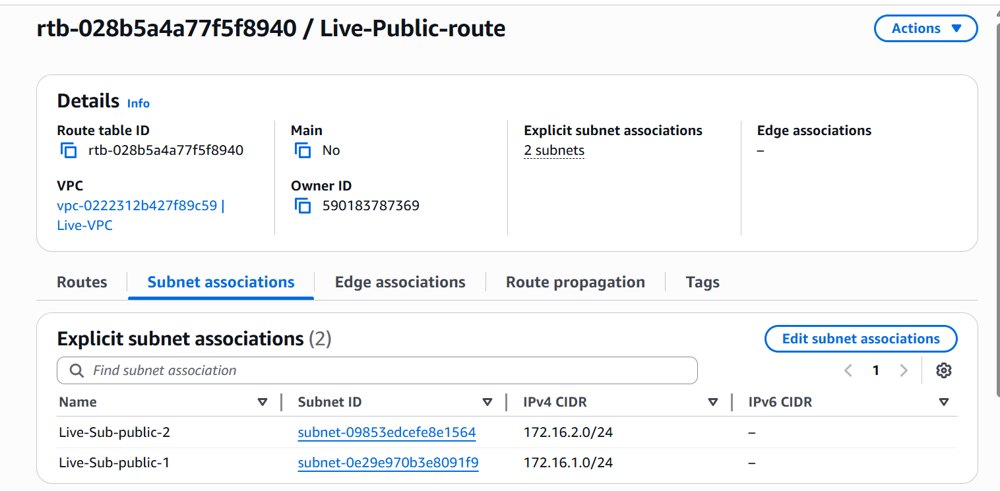 rtb-028b5a4a77f5f8940 / Live-Public-route
Actions
Details Info
Route table ID
rtb-028b5a4a77f5f8940
Main
No
Explicit subnet associations
2 subnets
Edge associations
–
VPC
vpc-0222312b427f89c59 |
Live-VPC
Owner ID
590183787369
Routes
Subnet associations
Edge associations
Route propagation
Tags
Explicit subnet associations (2)
Edit subnet associations
Find subnet association
1
Name Subnet ID IPv4 CIDR IPv6 CIDR
Live-Sub-public-2 subnet-09853edcefe8e1564 172.16.2.0/24 –
Live-Sub-public-1 subnet-0e29e970b3e8091f9 172.16.1.0/24 –